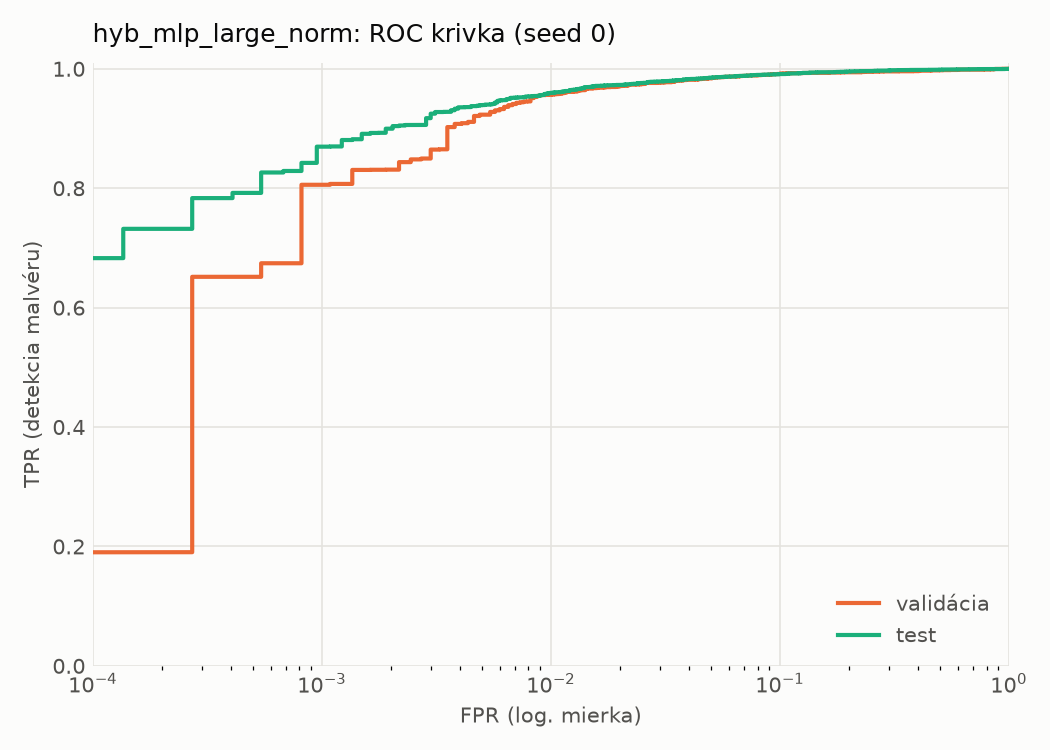 hyb_mlp_large_norm: ROC krivka (seed 0)
TPR (detekcia malvéru)
1.0
0.8
0.6
0.4
0.2
0.0
validácia
test
10⁻⁴
10⁻³
10⁻²
10⁻¹
10⁰
FPR (log. mierka)